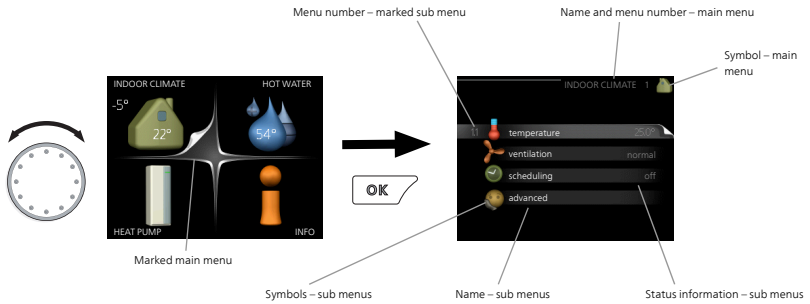 Menu number – marked sub menu
Name and menu number – main menu
Symbol – main
menu
INDOOR CLIMATE
HOT WATER
-5°
22°
54°
HEAT PUMP
INFO
Marked main menu
OK
INDOOR CLIMATE 1
1.1 temperature 25.0°
ventilation normal
scheduling off
advanced
Symbols – sub menus
Name – sub menus
Status information – sub menus